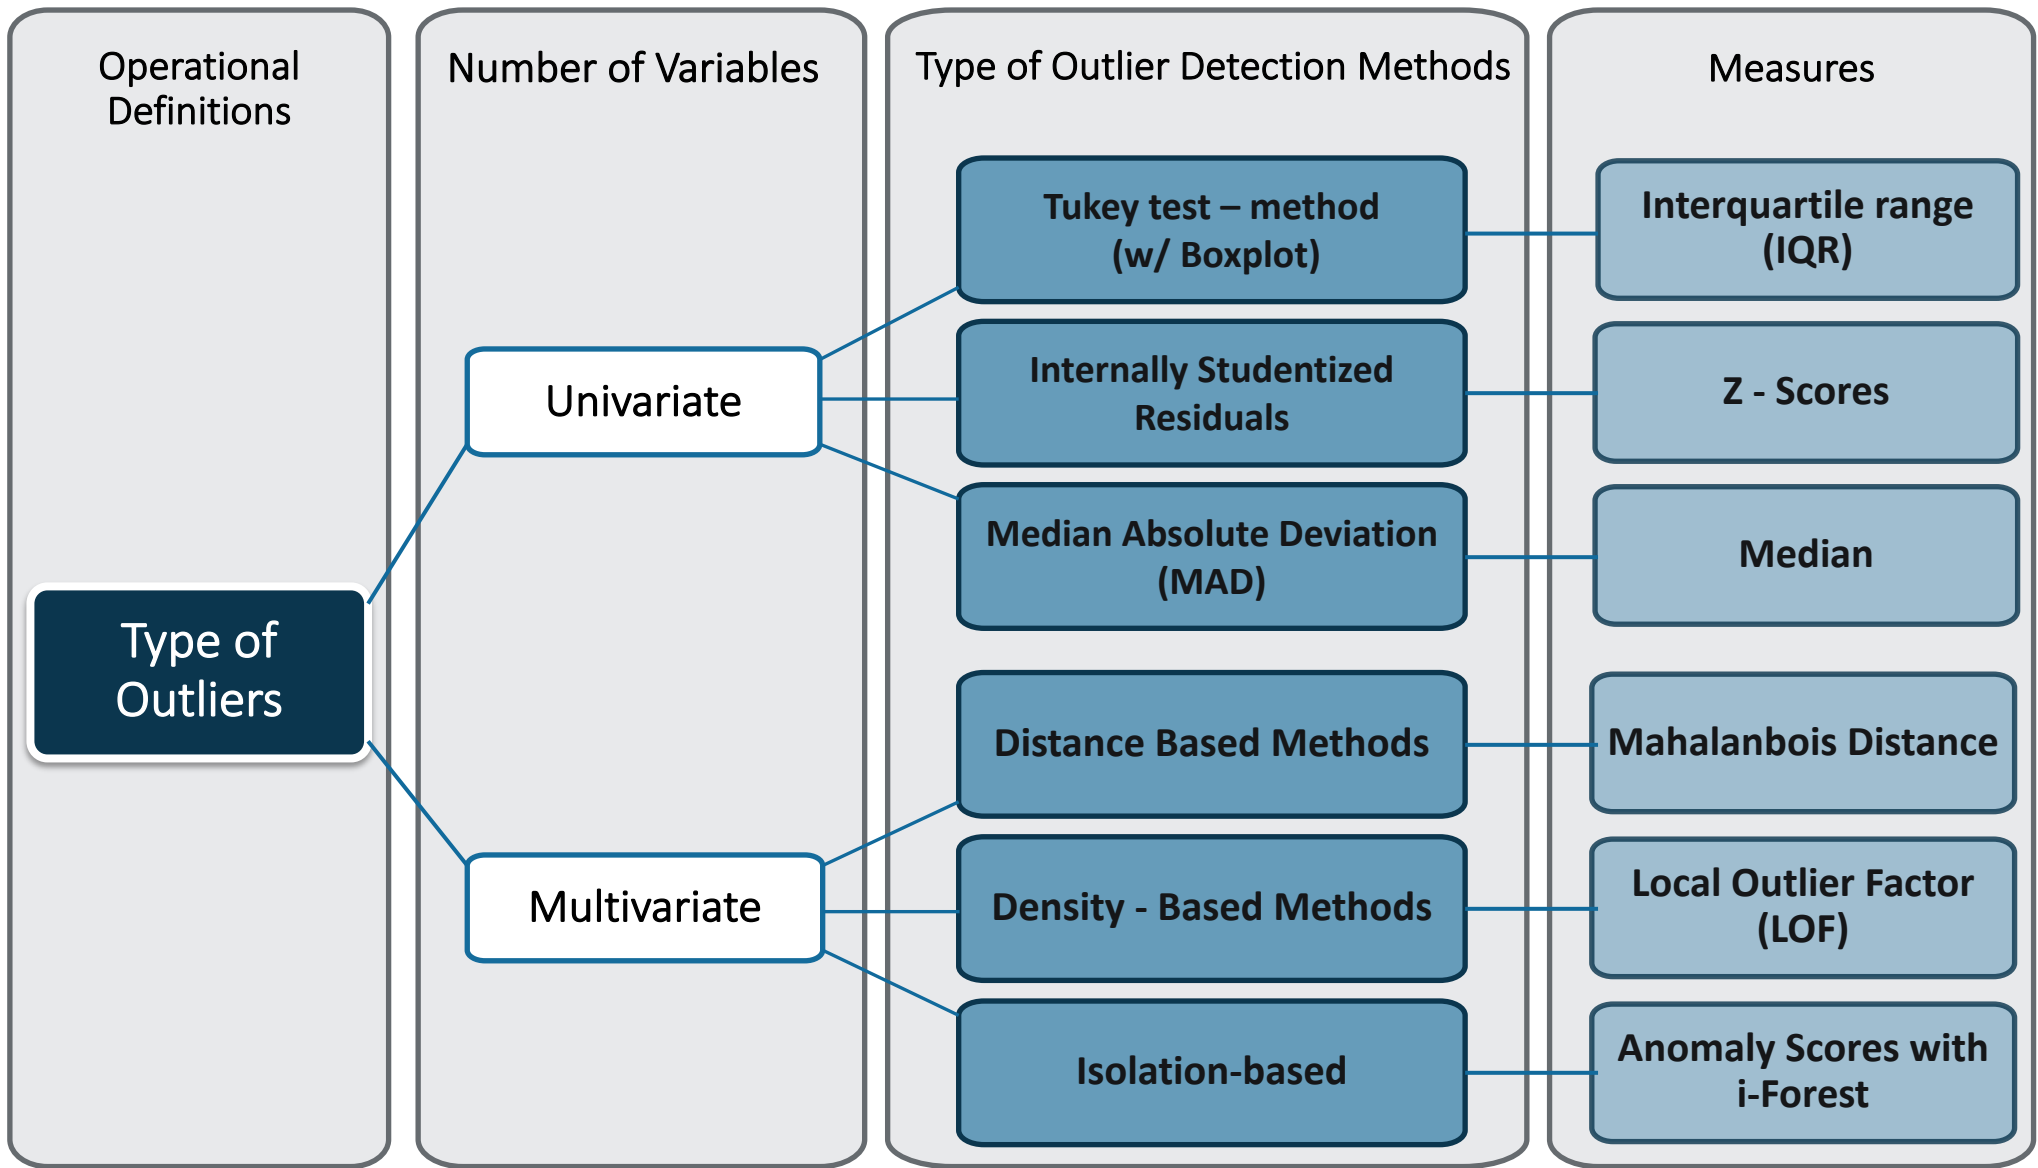 Operational
Definitions
Number of Variables
Type of Outlier Detection Methods
Measures
Type of
Outliers
Univariate
Multivariate
Tukey test – method
(w/ Boxplot)
Internally Studentized
Residuals
Median Absolute Deviation
(MAD)
Distance Based Methods
Density - Based Methods
Isolation-based
Interquartile range
(IQR)
Z - Scores
Median
Mahalanbois Distance
Local Outlier Factor
(LOF)
Anomaly Scores with
i-Forest